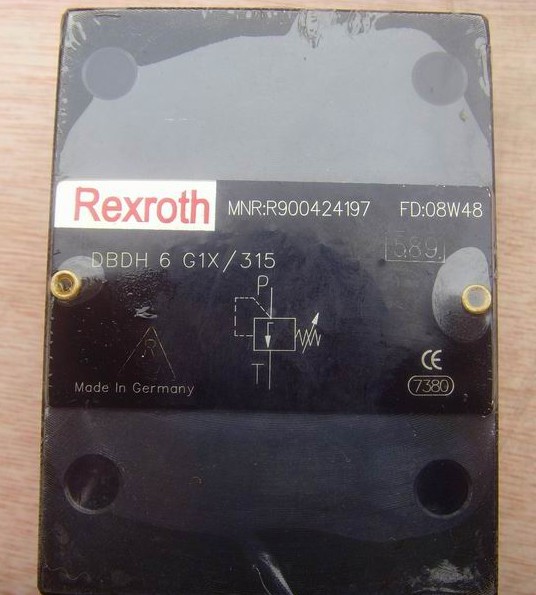 Rexroth MNR:R900424197 FD:08W48
589
DBDH 6 G1X/315
P
R
T
CE
Made In Germany
7380